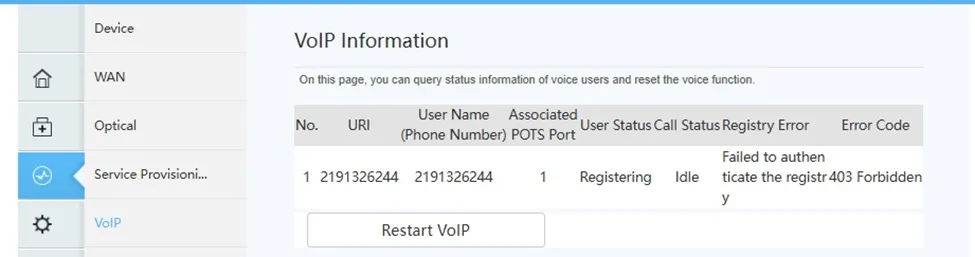 Device
WAN
Optical
Service Provisioni...
VoIP
VoIP Information
On this page, you can query status information of voice users and reset the voice function.
No. URI User Name (Phone Number) Associated POTS Port User Status Call Status Registry Error Error Code
1 2191326244 2191326244 1 Registering Idle Failed to authen
ticate the registr 403 Forbidden
y
Restart VoIP